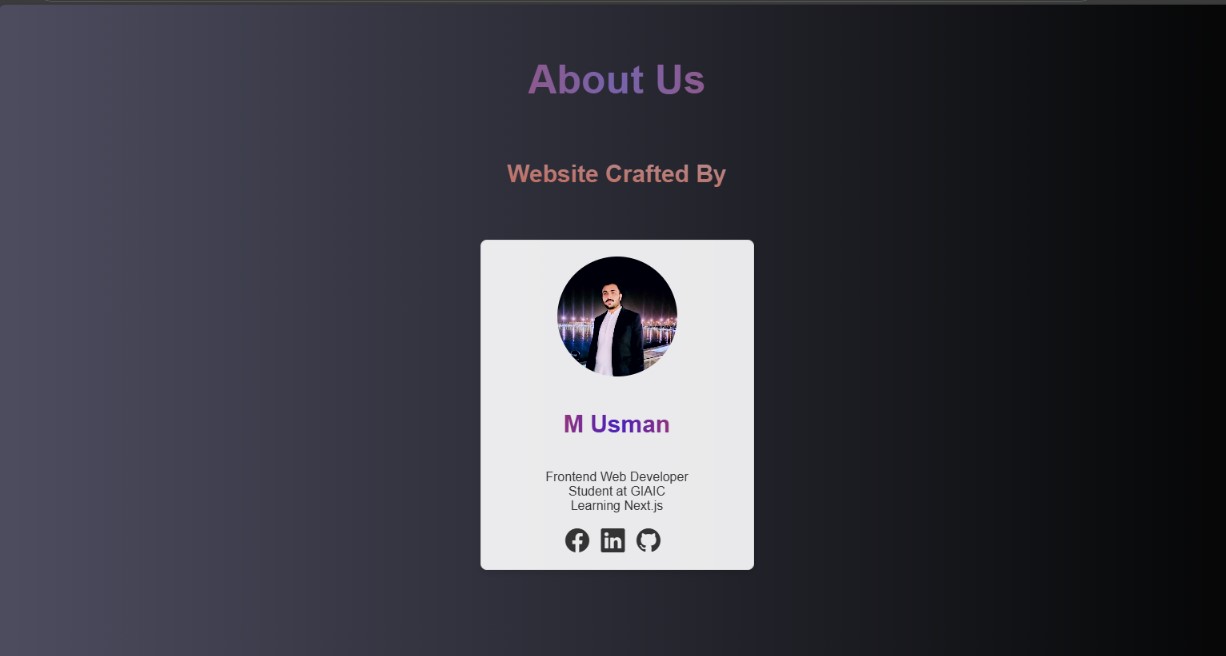 About Us
Website Crafted By
M Usman
Frontend Web Developer
Student at GIAIC
Learning Next.js